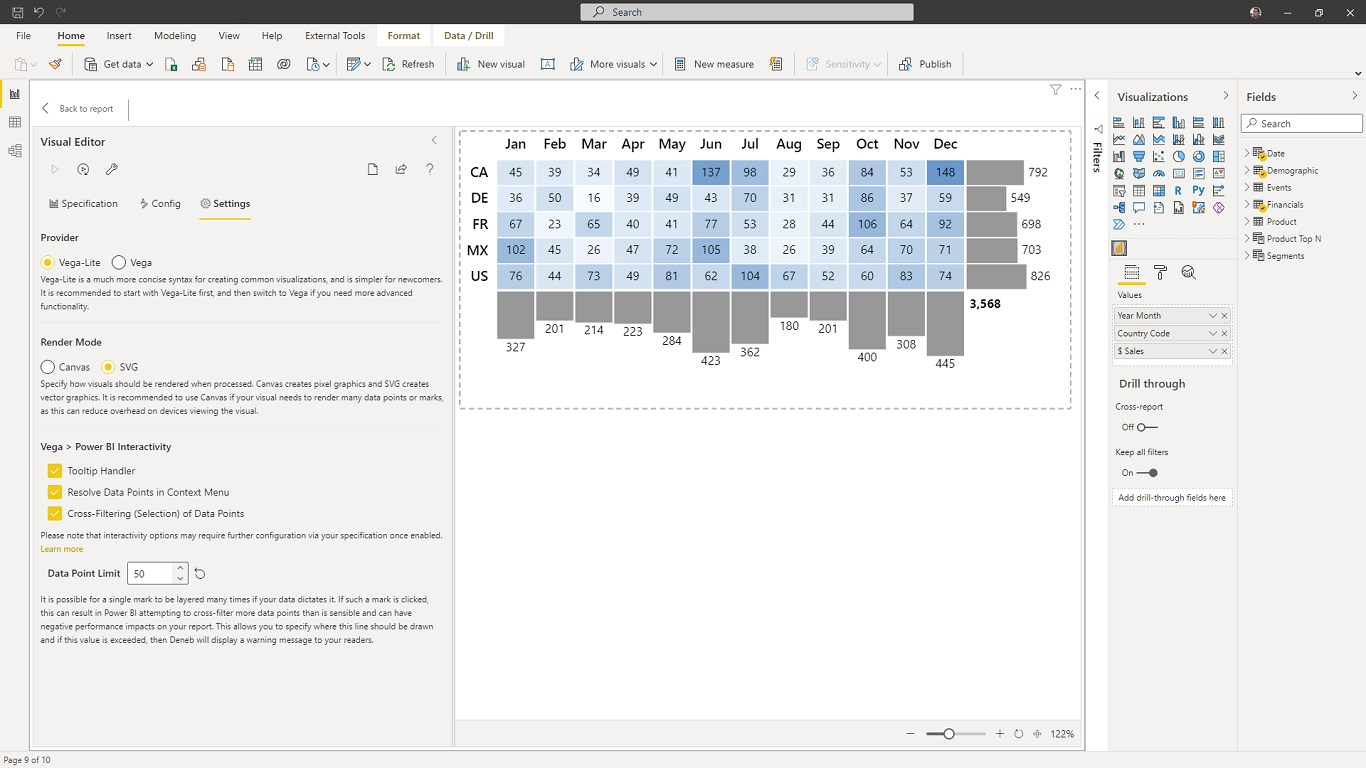 Search
File Home Insert Modeling View Help External Tools Format Data / Drill
Get data Refresh New visual More visuals New measure Sensitivity Publish
Back to report
Visual Editor
Specification Config Settings
Provider
Vega-Lite Vega
Vega-Lite is a much more concise syntax for creating common visualizations, and is simpler for newcomers.
It is recommended to start with Vega-Lite first, and then switch to Vega if you need more advanced
functionality.
Render Mode
Canvas SVG
Specify how visuals should be rendered when processed. Canvas creates pixel graphics and SVG creates
vector graphics. It is recommended to use Canvas if your visual needs to render many data points or marks,
as this can reduce overhead on devices viewing the visual.
Vega > Power BI Interactivity
Tooltip Handler
Resolve Data Points in Context Menu
Cross-Filtering (Selection) of Data Points
Please note that interactivity options may require further configuration via your specification once enabled.
Learn more
Data Point Limit 50
It is possible for a single mark to be layered many times if your data dictates it. If such a mark is clicked,
this can result in Power BI attempting to cross-filter more data points than is sensible and can have
negative performance impacts on your report. This allows you to specify where this line should be drawn
and if this value is exceeded, then Deneb will display a warning message to your readers.
Jan Feb Mar Apr May Jun Jul Aug Sep Oct Nov Dec
CA 45 39 34 49 41 137 98 29 36 84 53 148 792
DE 36 50 16 39 49 43 70 31 31 86 37 59 549
FR 67 23 65 40 41 77 53 28 44 106 64 92 698
MX 102 45 26 47 72 105 38 26 39 64 70 71 703
US 76 44 73 49 81 62 104 67 52 60 83 74 826
3,568
327 201 214 223 284 423 362 180 201 400 308 445
122%
Filters
Visualizations
R Py
Values
Year Month
Country Code
$ Sales
Drill through
Cross-report
Off
Keep all filters
On
Add drill-through fields here
Fields
Search
Date
Demographic
Events
Financials
Product
Product Top N
Segments
Page 9 of 10